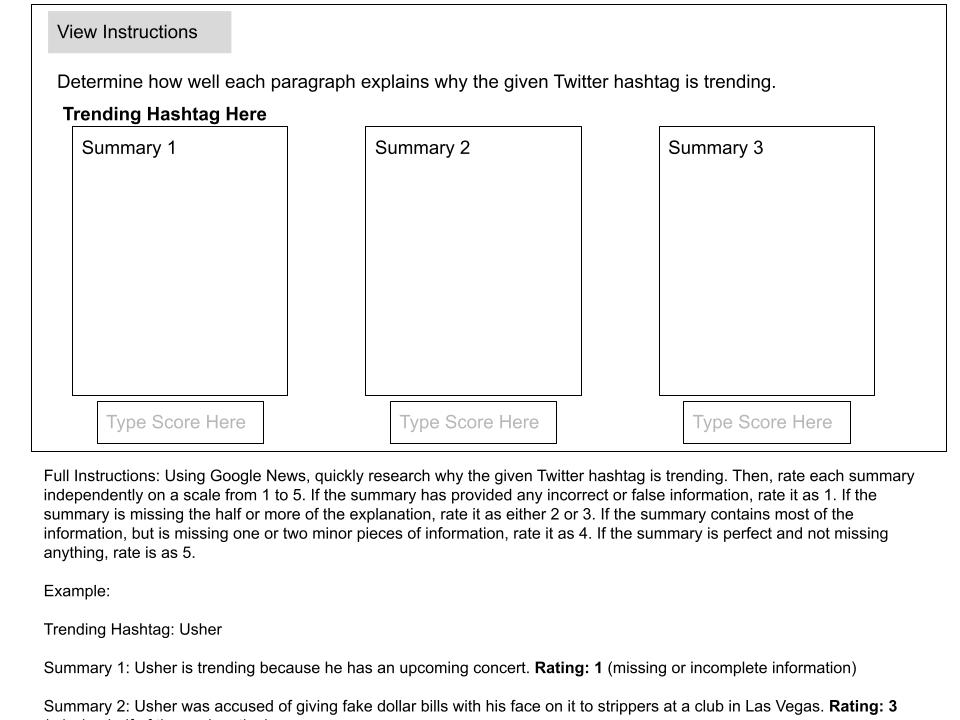 View Instructions
Determine how well each paragraph explains why the given Twitter hashtag is trending.
Trending Hashtag Here
Summary 1
Summary 2
Summary 3
Type Score Here
Type Score Here
Type Score Here
Full Instructions: Using Google News, quickly research why the given Twitter hashtag is trending. Then, rate each summary
independently on a scale from 1 to 5. If the summary has provided any incorrect or false information, rate it as 1. If the
summary is missing the half or more of the explanation, rate it as either 2 or 3. If the summary contains most of the
information, but is missing one or two minor pieces of information, rate it as 4. If the summary is perfect and not missing
anything, rate is as 5.
Example:
Trending Hashtag: Usher
Summary 1: Usher is trending because he has an upcoming concert. Rating: 1 (missing or incomplete information)
Summary 2: Usher was accused of giving fake dollar bills with his face on it to strippers at a club in Las Vegas. Rating: 3